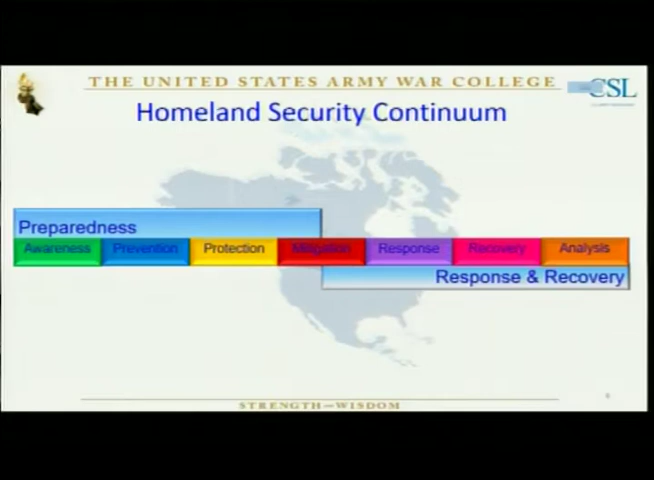 THE UNITED STATES ARMY WAR COLLEGE
CSL
Homeland Security Continuum
Preparedness
Awareness Prevention Protection Mitigation Response Recovery Analysis
Response & Recovery
STRENGTH—WISDOM